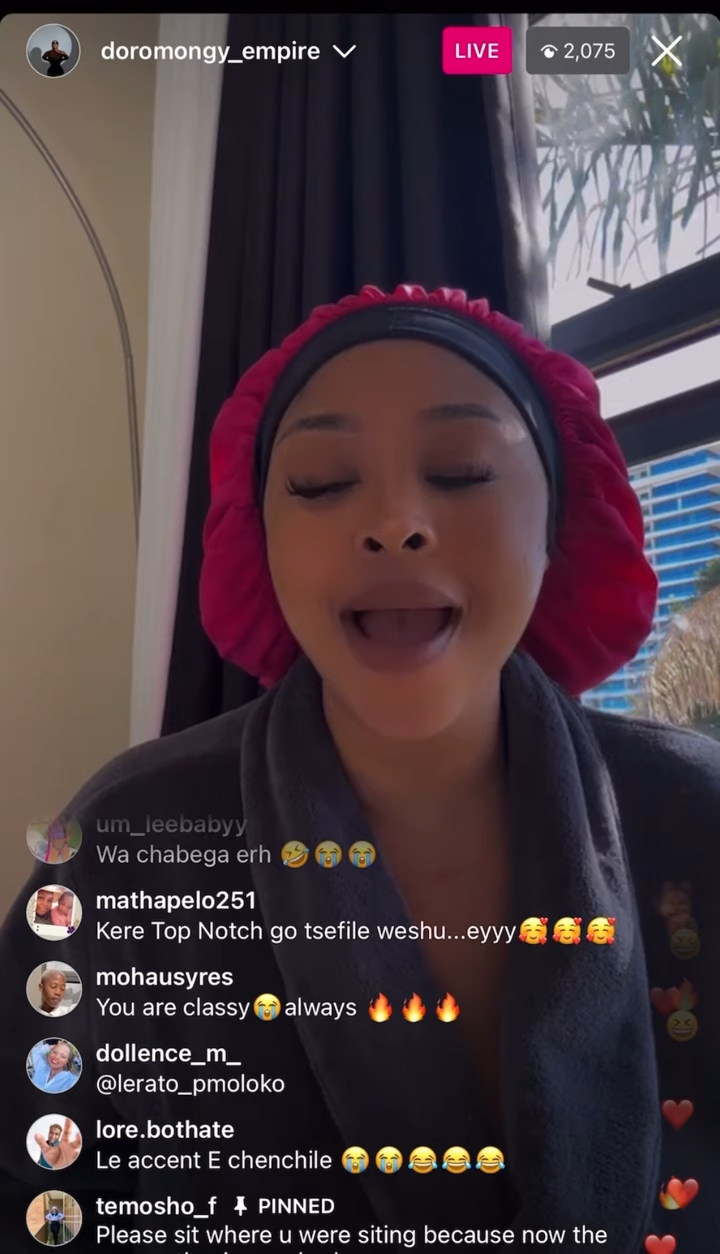 doromongy_empire
LIVE
2,075
um_leebabyy
Wa chabega erh 🤣😭😭
mathapelo251
Kere Top Notch go tsefile weshu...eyyy🥰🥰🥰
mohausyres
You are classy😭always 🔥🔥🔥
dollence_m_
@lerato_pmoloko
lore.bothate
Le accent E chenchile 😭😭😂😂😂
temosho_f 📌 PINNED
Please sit where u were siting because now the